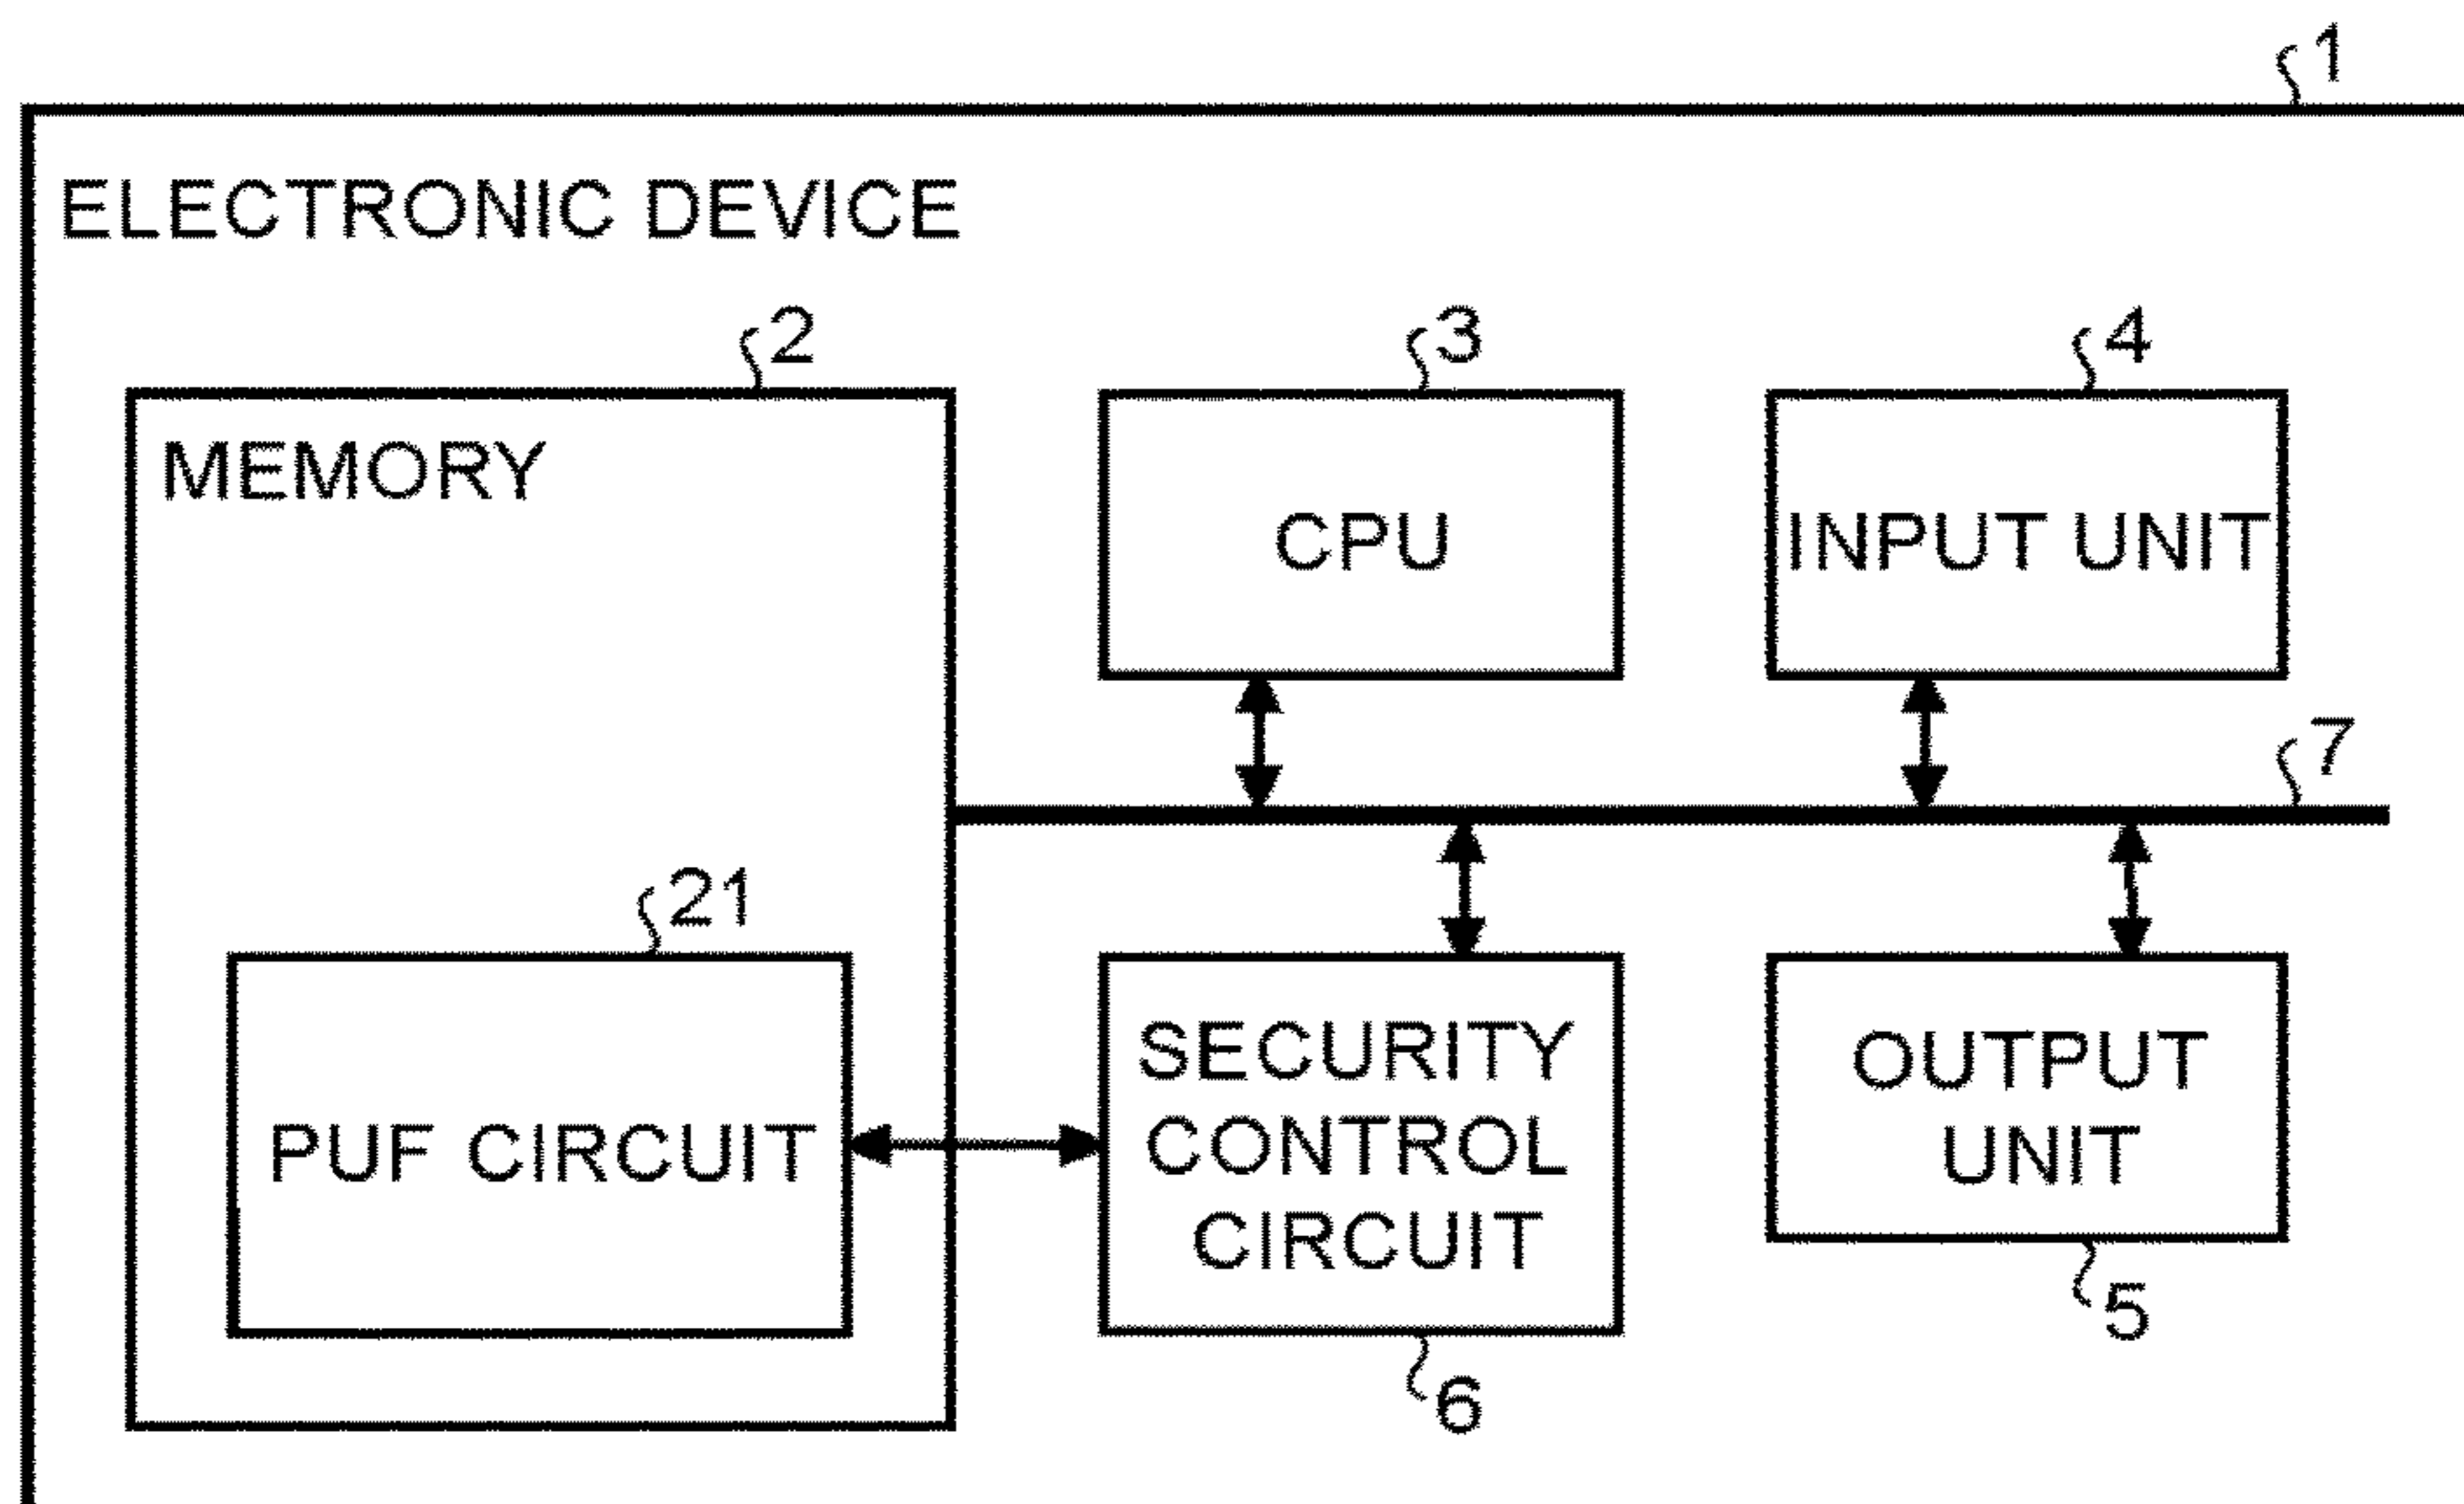 1
ELECTRONIC DEVICE
2
3
4
MEMORY
CPU
INPUT UNIT
7
21
PUF CIRCUIT
SECURITY
CONTROL
CIRCUIT
OUTPUT
UNIT
5
6